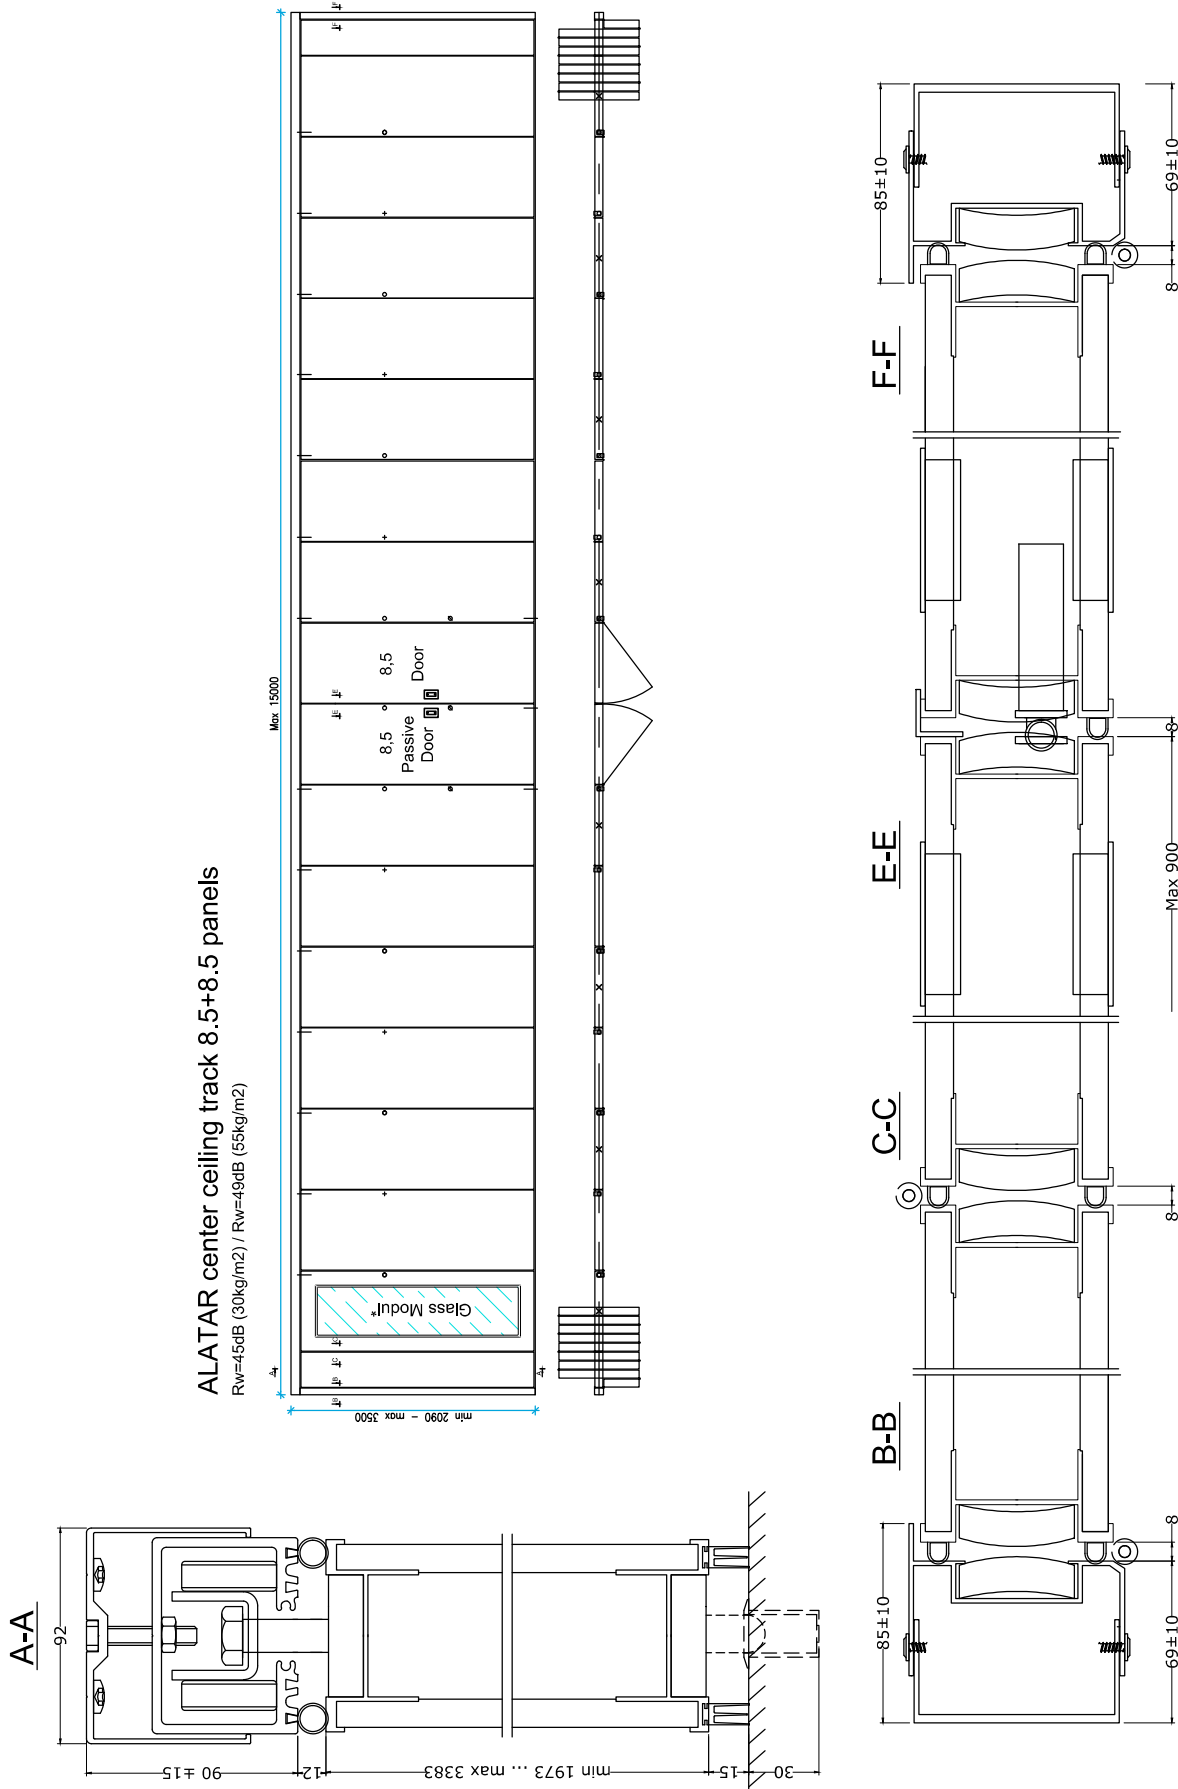 ALATAR center ceiling track 8.5+8.5 panels
Rw=45dB (30kg/m2) / Rw=49dB (55kg/m2)
Max 15000
min 2090 - max 3500
Glass Modul*
8,5
Passive
Door
8,5
Door
A
A
B
B
C
C
E
E
F
F
A-A
92
90 ±15
12
min 1973 ... max 3383
15
30
B-B
85±10
69±10
8
C-C
8
E-E
Max 900
8
F-F
85±10
69±10
8